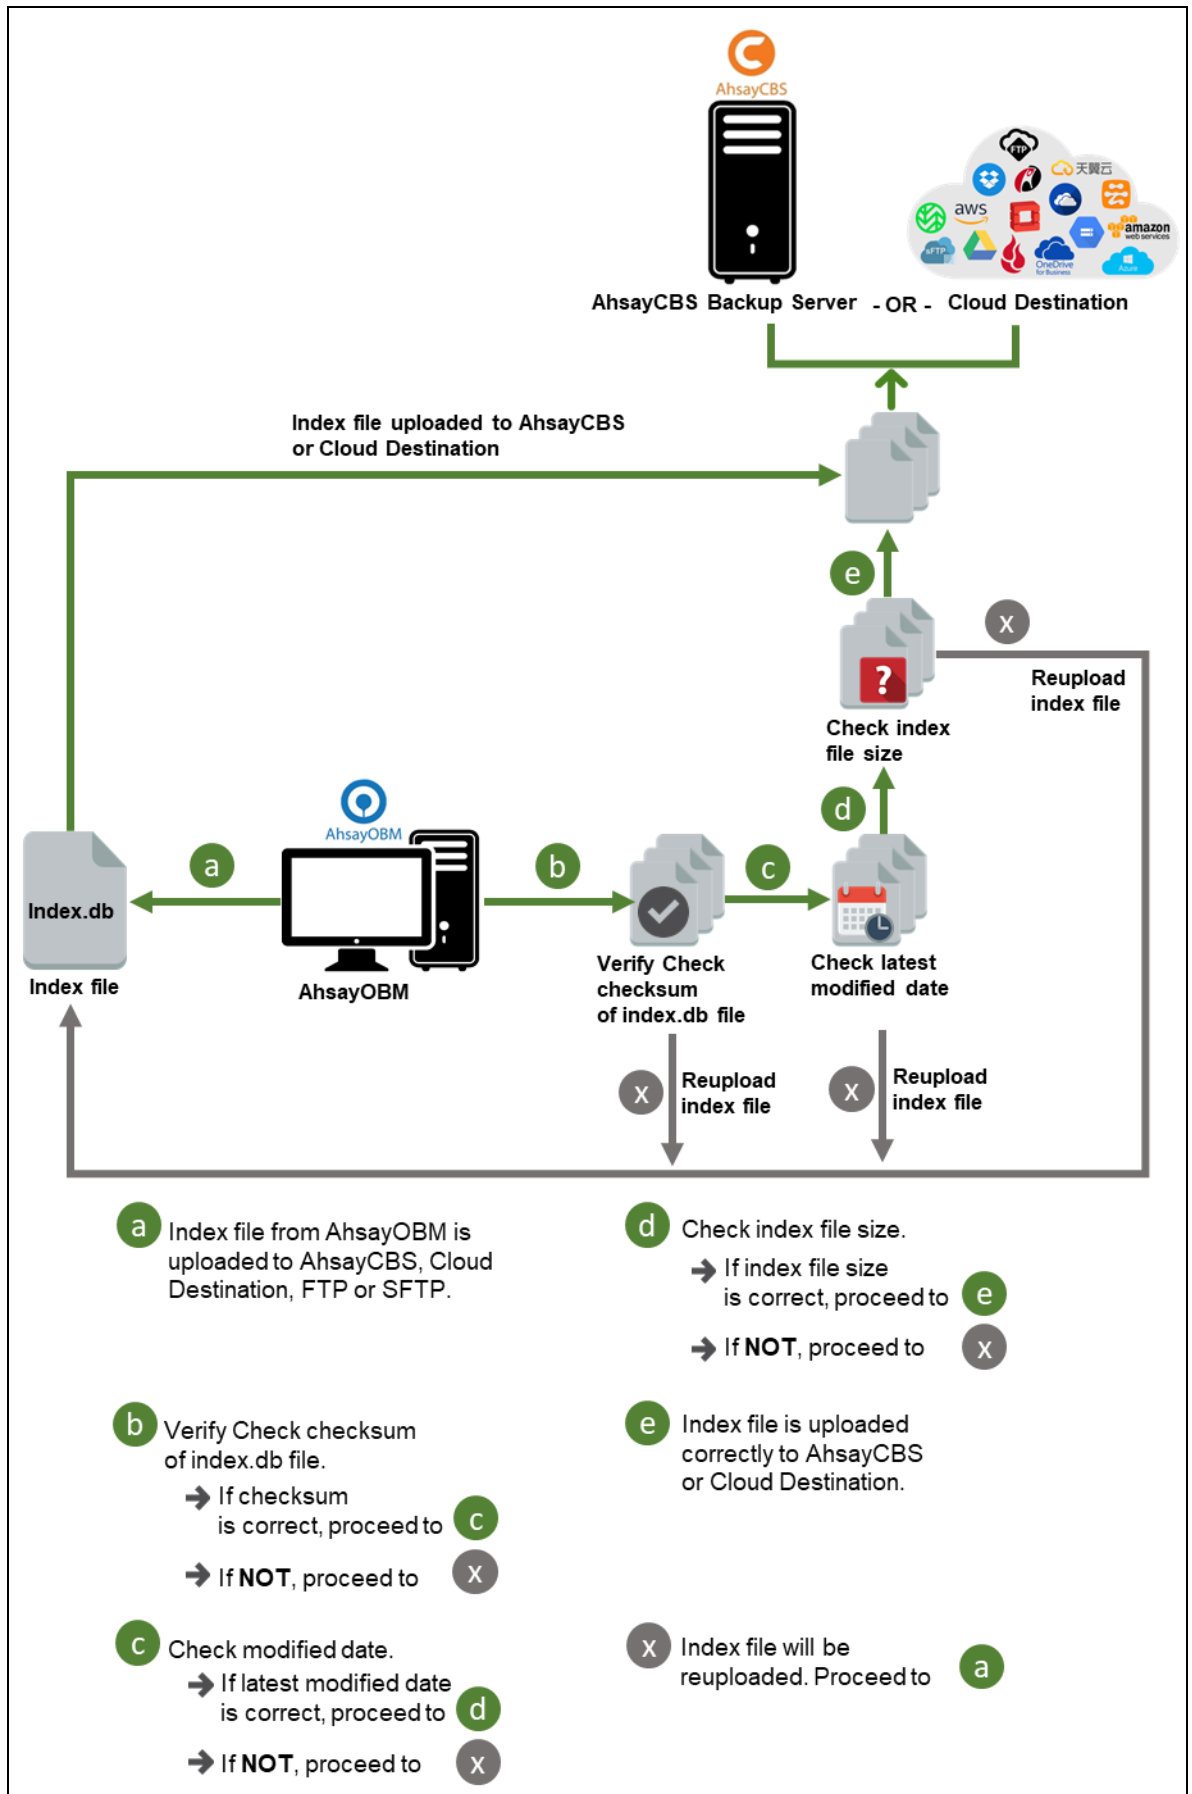 AhsayCBS
FTP
天翼云
aws
amazon
web services
sFTP
OneDrive
for Business
Azure
AhsayCBS Backup Server - OR - Cloud Destination
Index file uploaded to AhsayCBS
or Cloud Destination
e
x
?
Reupload
index file
Check index
file size
d
AhsayOBM
a
b
c
Index.db
Index file
AhsayOBM
Verify Check
checksum
of index.db file
Check latest
modified date
x
Reupload
index file
x
Reupload
index file
a
Index file from AhsayOBM is
uploaded to AhsayCBS, Cloud
Destination, FTP or SFTP.
b
Verify Check checksum
of index.db file.
If checksum
is correct, proceed to c
If NOT, proceed to x
c
Check modified date.
If latest modified date
is correct, proceed to d
If NOT, proceed to x
d
Check index file size.
If index file size
is correct, proceed to e
If NOT, proceed to x
e
Index file is uploaded
correctly to AhsayCBS
or Cloud Destination.
x
Index file will be
reuploaded. Proceed to a